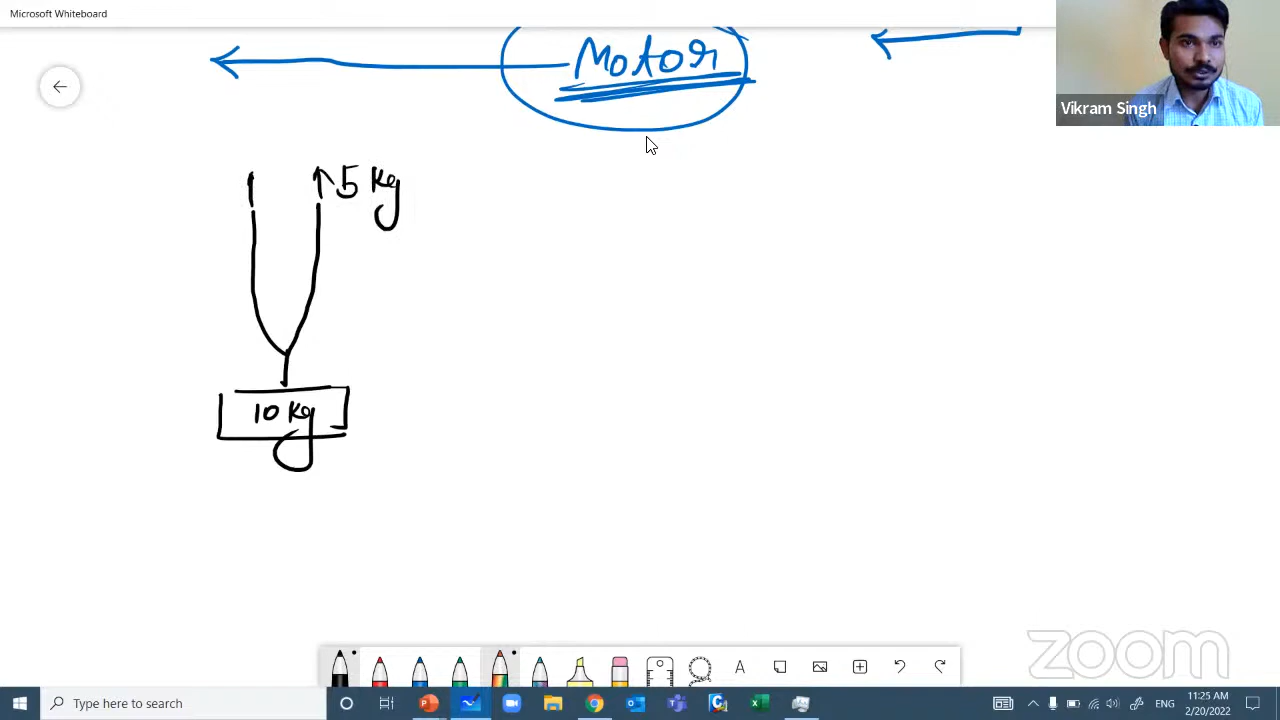 Microsoft Whiteboard
Motor
Vikram Singh
5 Kg
10 Kg
zoom
A
Type here to search
ENG
11:25 AM
2/20/2022